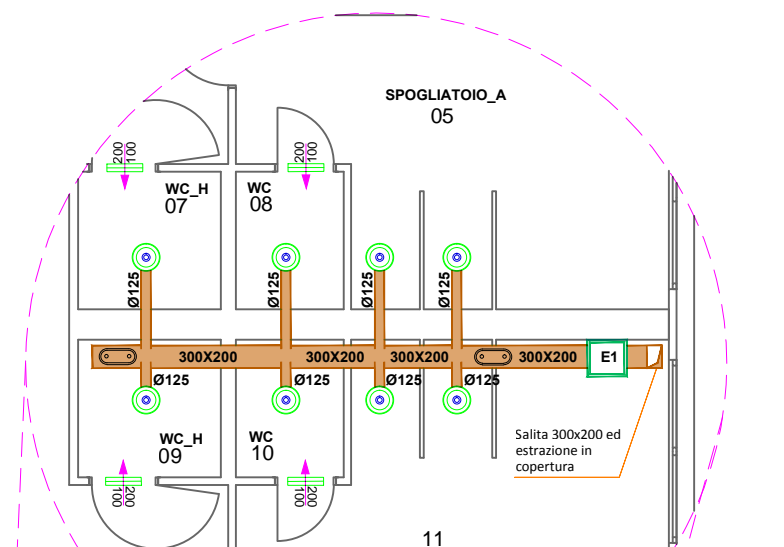 SPOGLIATOIO_A
05
200
100
200
100
WC_H
07
WC
08
Ø125
Ø125
Ø125
Ø125
300X200
300X200
300X200
300X200
E1
Ø125
Ø125
Ø125
Ø125
WC_H
09
WC
10
Salita 300x200 ed
estrazione in
copertura
200
100
200
100
11